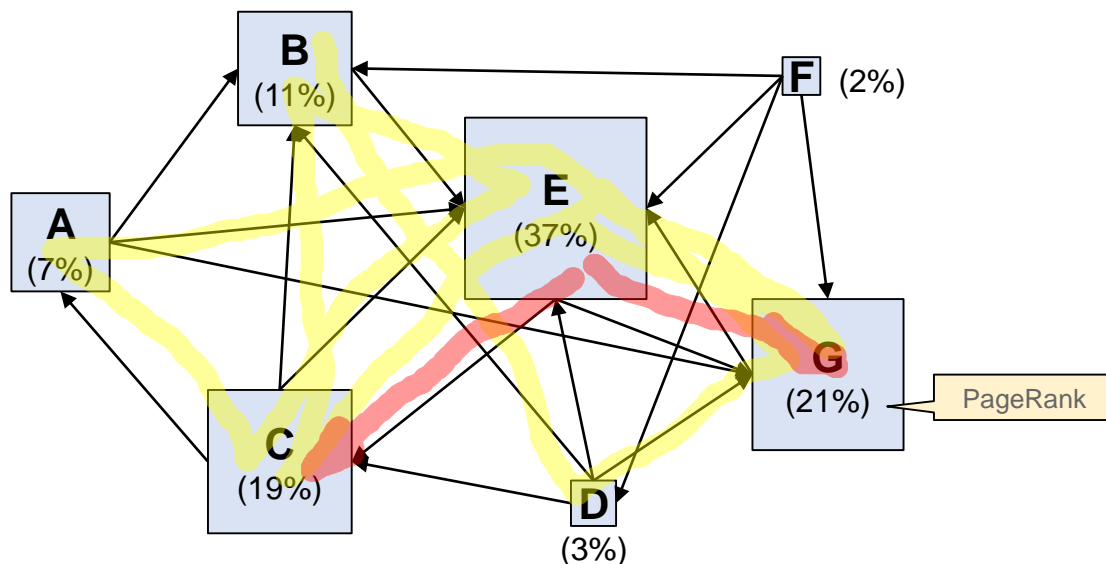 B
(11%)
F
(2%)
E
(37%)
A
(7%)
G
(21%)
PageRank
C
(19%)
D
(3%)